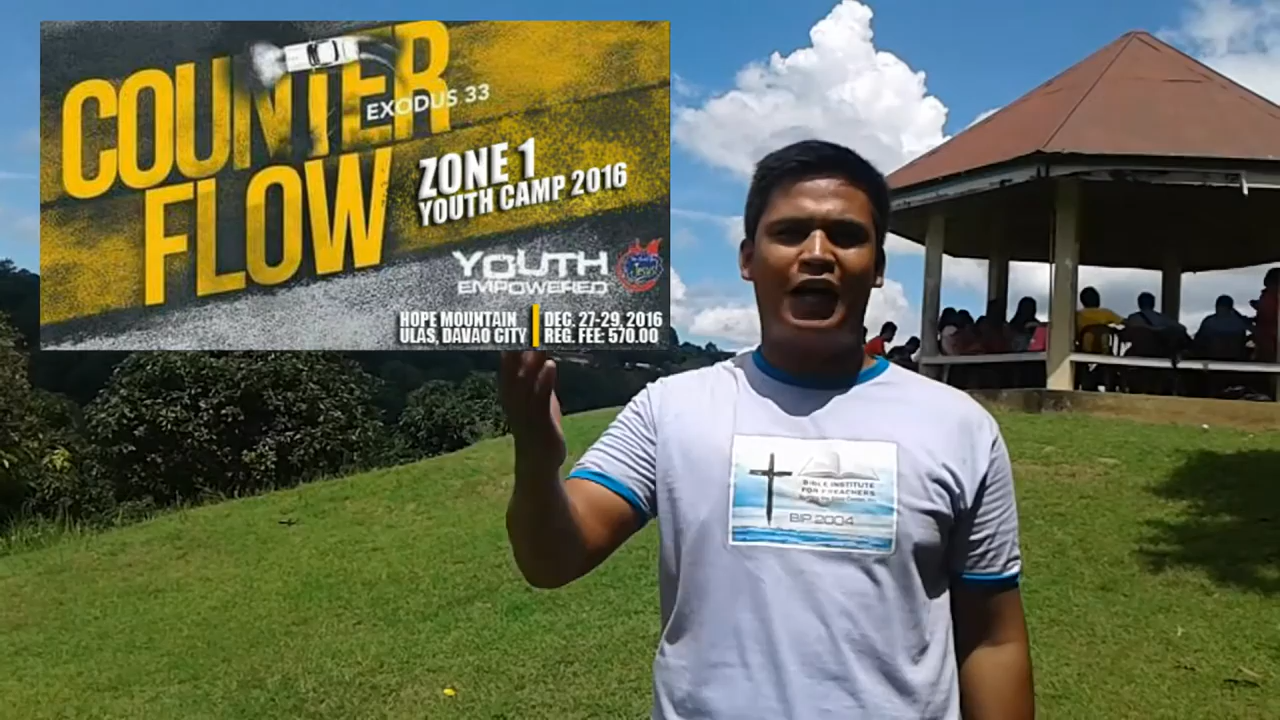 COUNTER
EXODUS 33
FLOW
ZONE 1
YOUTH CAMP 2016
YOUTH
EMPOWERED
Jesus!
HOPE MOUNTAIN
ULAS, DAVAO CITY
DEC. 27-29, 2016
REG. FEE: 570.00
BIBLE INSTITUTE
FOR PREACHERS
BIP 2004